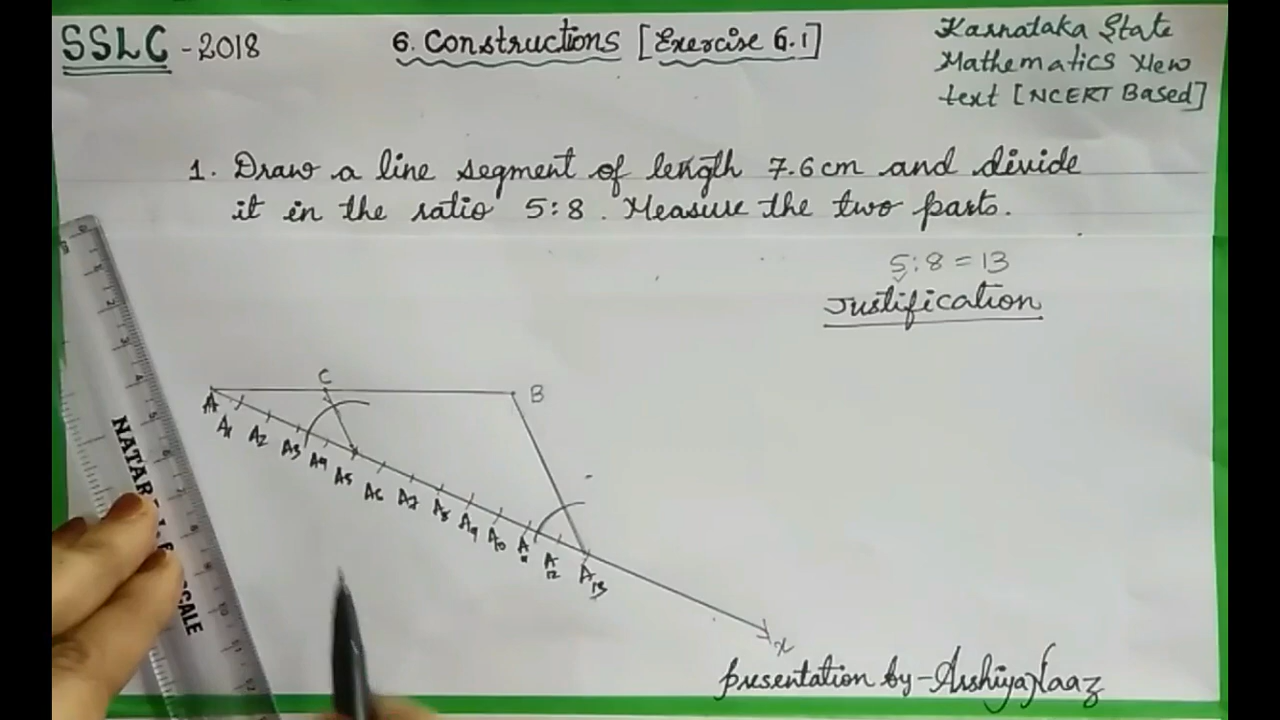 SSLC - 2018
6. Constructions [Exercise 6.1]
Karnataka State
Mathematics New
text [NCERT Based]
1. Draw a line segment of length 7.6 cm and divide
it in the ratio 5:8. Measure the two parts.
5:8 = 13
Justification
C
A
B
A1 A2 A3 A4 A5 A6 A7 A8 A9 A10 A11 A12 A13
x
SCALE
presentation by - Arshiya Naaz